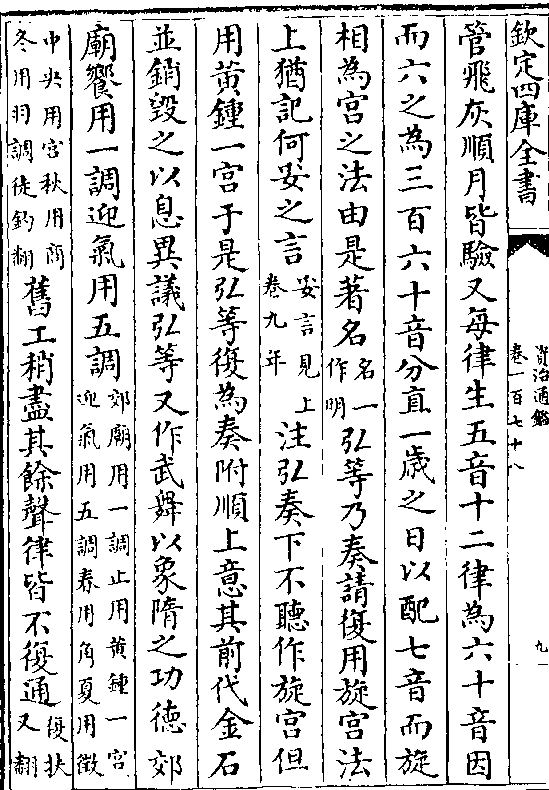 欽定四庫全書
資治通鑑
卷一百七十八
九
管飛灰順月皆驗又每律生五音十二律為六十音因
而六之為三百六十音分直一歲之日以配七音而旋
相為宮之法由是著名名一作明弘等乃奏請復用旋宮法
上猶記何妥之言妥言見上卷九年注弘奏下不聽作旋宮但
用黃鍾一宮于是弘等復為奏附順上意其前代金石
並銷毀之以息異議弘等又作武舞以象隋之功德郊
廟饗用一調迎氣用五調郊廟用一調止用黃鍾一宮迎氣用五調春用角夏用徵
中央用宮秋用商冬用羽調徒釣翻舊工稍盡其餘聲律皆不復通復扶又翻